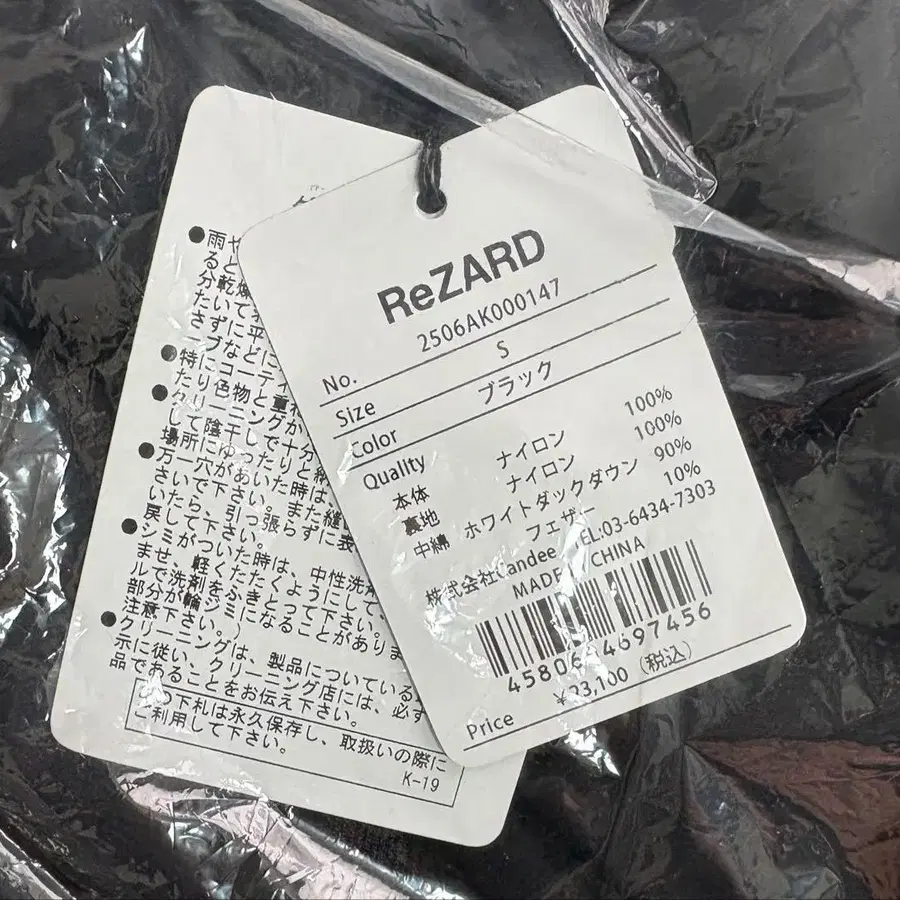 ReZARD
No. 2506AK000147
Size S
Color ブラック
Quality
本体 ナイロン 100%
裏地 ナイロン 100%
中綿 ホワイトダックダウン 90%
フェザー 10%
株式会社Candee TEL:03-6434-7303
MADE CHINA
Price ¥23,100 (税込)
●雨や
ると
分乾燥
たいて
さずに平
ーブなどに
●特にコーティ
たり色物と重ね
●クリーニングが
して陰干しで十分
場所にゆったりと
●万一穴があいた時は
さいで下さい。また縫
いたら、引っ張らずに表
戻して下さい。
●シミがついた時は、中性洗剤
ませ、軽くたたくようにして、
ルで洗剤をふきとって下さい。
部分が輪ジミになることがありま
注意下さい。)
●クリーニングは、製品についている
示に従い、クリーニング店には、必ず
品であることをお伝え下さい。
この下札は永久保存し、取扱いの際に
ご利用して下さい。
K-19